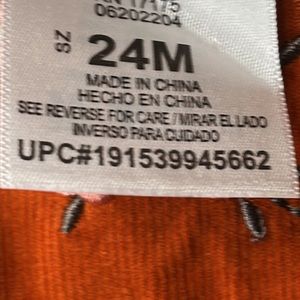 17175
06202204
SZ 24M
MADE IN CHINA
HECHO EN CHINA
SEE REVERSE FOR CARE / MIRAR EL LADO
INVERSO PARA CUIDADO
UPC#191539945662